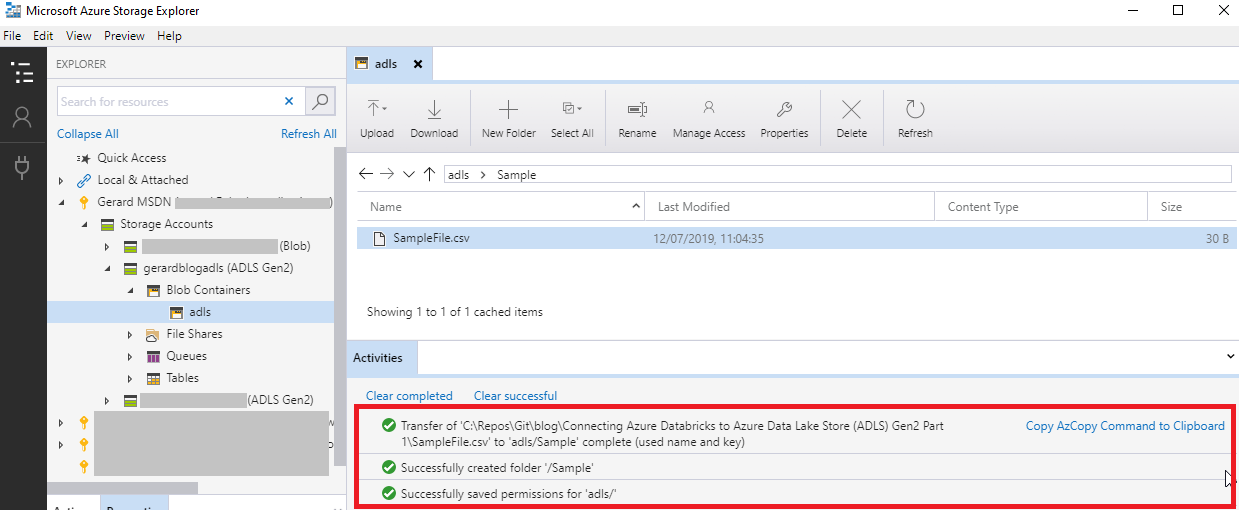 Microsoft Azure Storage Explorer
File Edit View Preview Help
EXPLORER
Search for resources
Collapse All Refresh All
Quick Access
Local & Attached
Gerard MSDN ( )
Storage Accounts
(Blob)
gerardblogadls (ADLS Gen2)
Blob Containers
adls
File Shares
Queues
Tables
(ADLS Gen2)
adls
Upload Download New Folder Select All Rename Manage Access Properties Delete Refresh
adls > Sample
Name Last Modified Content Type Size
SampleFile.csv 12/07/2019, 11:04:35 30 B
Showing 1 to 1 of 1 cached items
Activities
Clear completed Clear successful
Transfer of 'C:\Repos\Git\blog\Connecting Azure Databricks to Azure Data Lake Store (ADLS) Gen2 Part
1\SampleFile.csv' to 'adls/Sample' complete (used name and key)
Copy AzCopy Command to Clipboard
Successfully created folder '/Sample'
Successfully saved permissions for 'adls/'